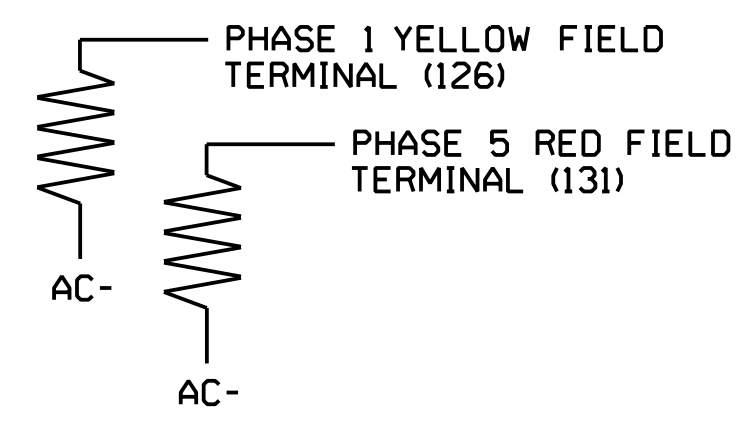 PHASE 1 YELLOW FIELD
TERMINAL (126)
PHASE 5 RED FIELD
TERMINAL (131)
AC-
AC-